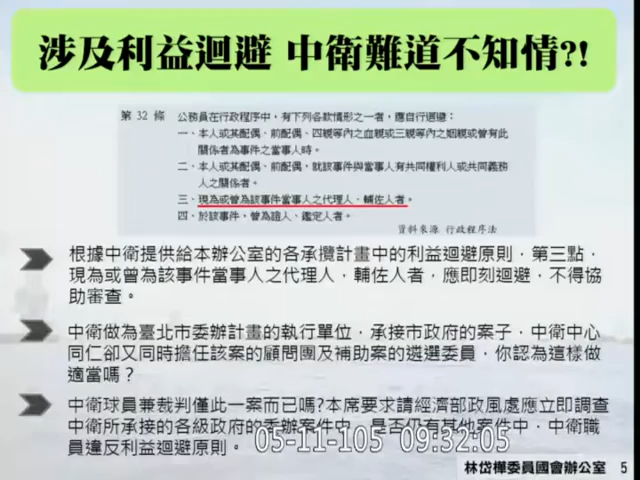 涉及利益迴避 中衛難道不知情?!
第 32 條 公務員在行政程序中，有下列各款情形之一者，應自行迴避：
一、本人或其配偶、前配偶、四親等內之血親或三親等內之姻親或曾有此
關係者為事件之當事人時。
二、本人或其配偶、前配偶，就該事件與當事人有共同權利人或共同義務
人之關係者。
三、現為或曾為該事件當事人之代理人、輔佐人者。
四、於該事件，曾為證人、鑑定人者。
資料來源 行政程序法
根據中衛提供給本辦公室的各承攬計畫中的利益迴避原則，第三點，
現為或曾為該事件當事人之代理人，輔佐人者，應即刻迴避，不得協
助審查。
中衛做為臺北市委辦計畫的執行單位，承接市政府的案子，中衛中心
同仁卻又同時擔任該案的顧問團及補助案的遴選委員，你認為這樣做
適當嗎？
中衛球員兼裁判僅此一案而已嗎?本席要求請經濟部政風處應立即調查
中衛所承接的各級政府的委辦案件中，是否仍有其他案件中，中衛職
員違反利益迴避原則。
05-11-105 09:32:05
林岱樺委員國會辦公室 5